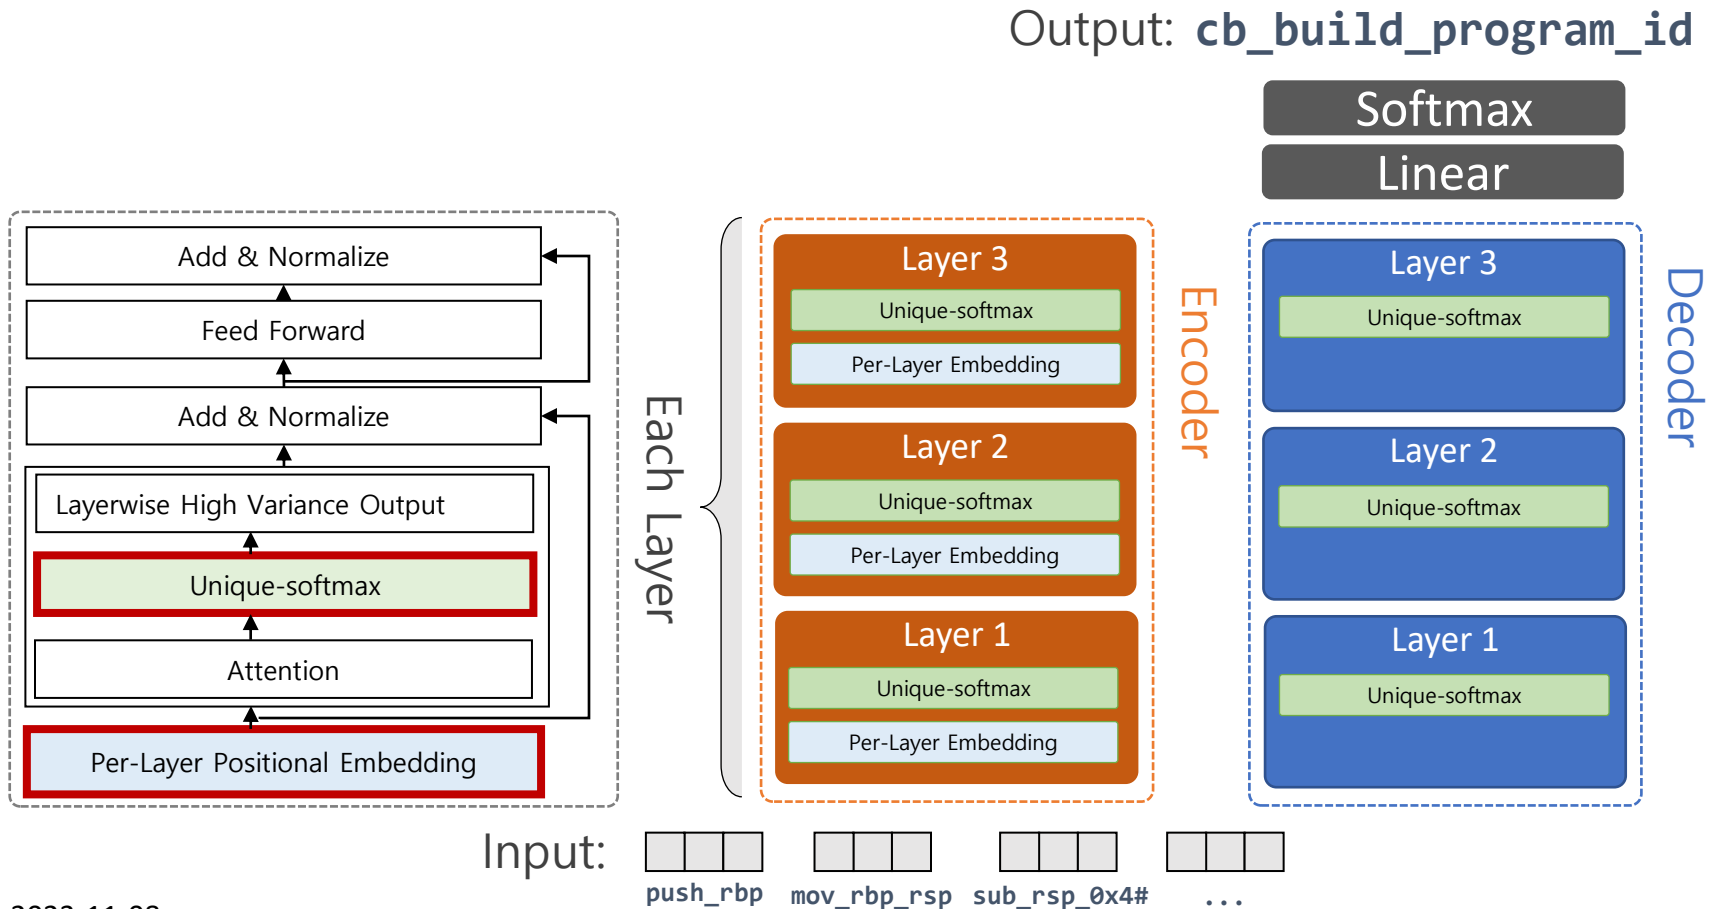 Output: cb_build_program_id
Softmax
Linear
Add & Normalize
Feed Forward
Add & Normalize
Layerwise High Variance Output
Unique-softmax
Attention
Per-Layer Positional Embedding
Each Layer
Layer 3
Unique-softmax
Per-Layer Embedding
Layer 2
Unique-softmax
Per-Layer Embedding
Layer 1
Unique-softmax
Per-Layer Embedding
Encoder
Layer 3
Unique-softmax
Layer 2
Unique-softmax
Layer 1
Unique-softmax
Decoder
Input:
push_rbp mov_rbp_rsp sub_rsp_0x4# ...